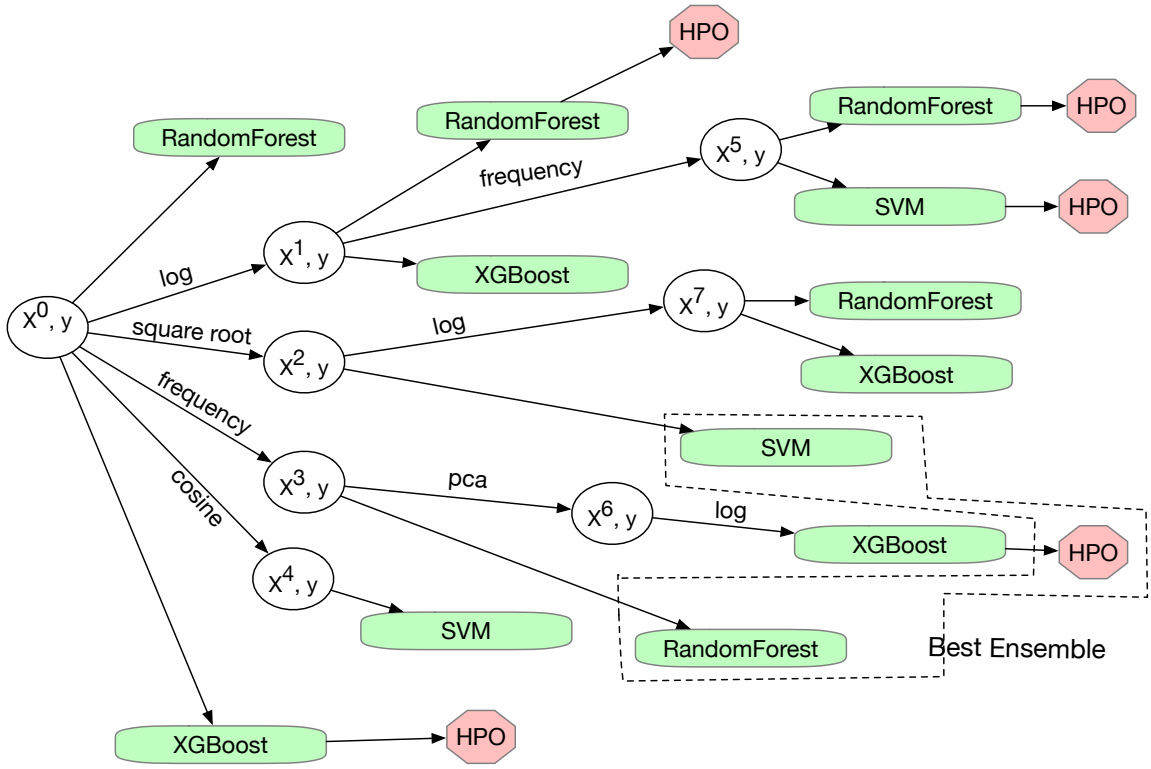 HPO
RandomForest
HPO
RandomForest
RandomForest
X⁵, y
frequency
SVM
HPO
X¹, y
log
XGBoost
X⁷, y
RandomForest
X⁰, y
square root
log
X², y
XGBoost
frequency
SVM
X³, y
pca
cosine
X⁶, y
log
XGBoost
HPO
X⁴, y
SVM
RandomForest
Best Ensemble
XGBoost
HPO